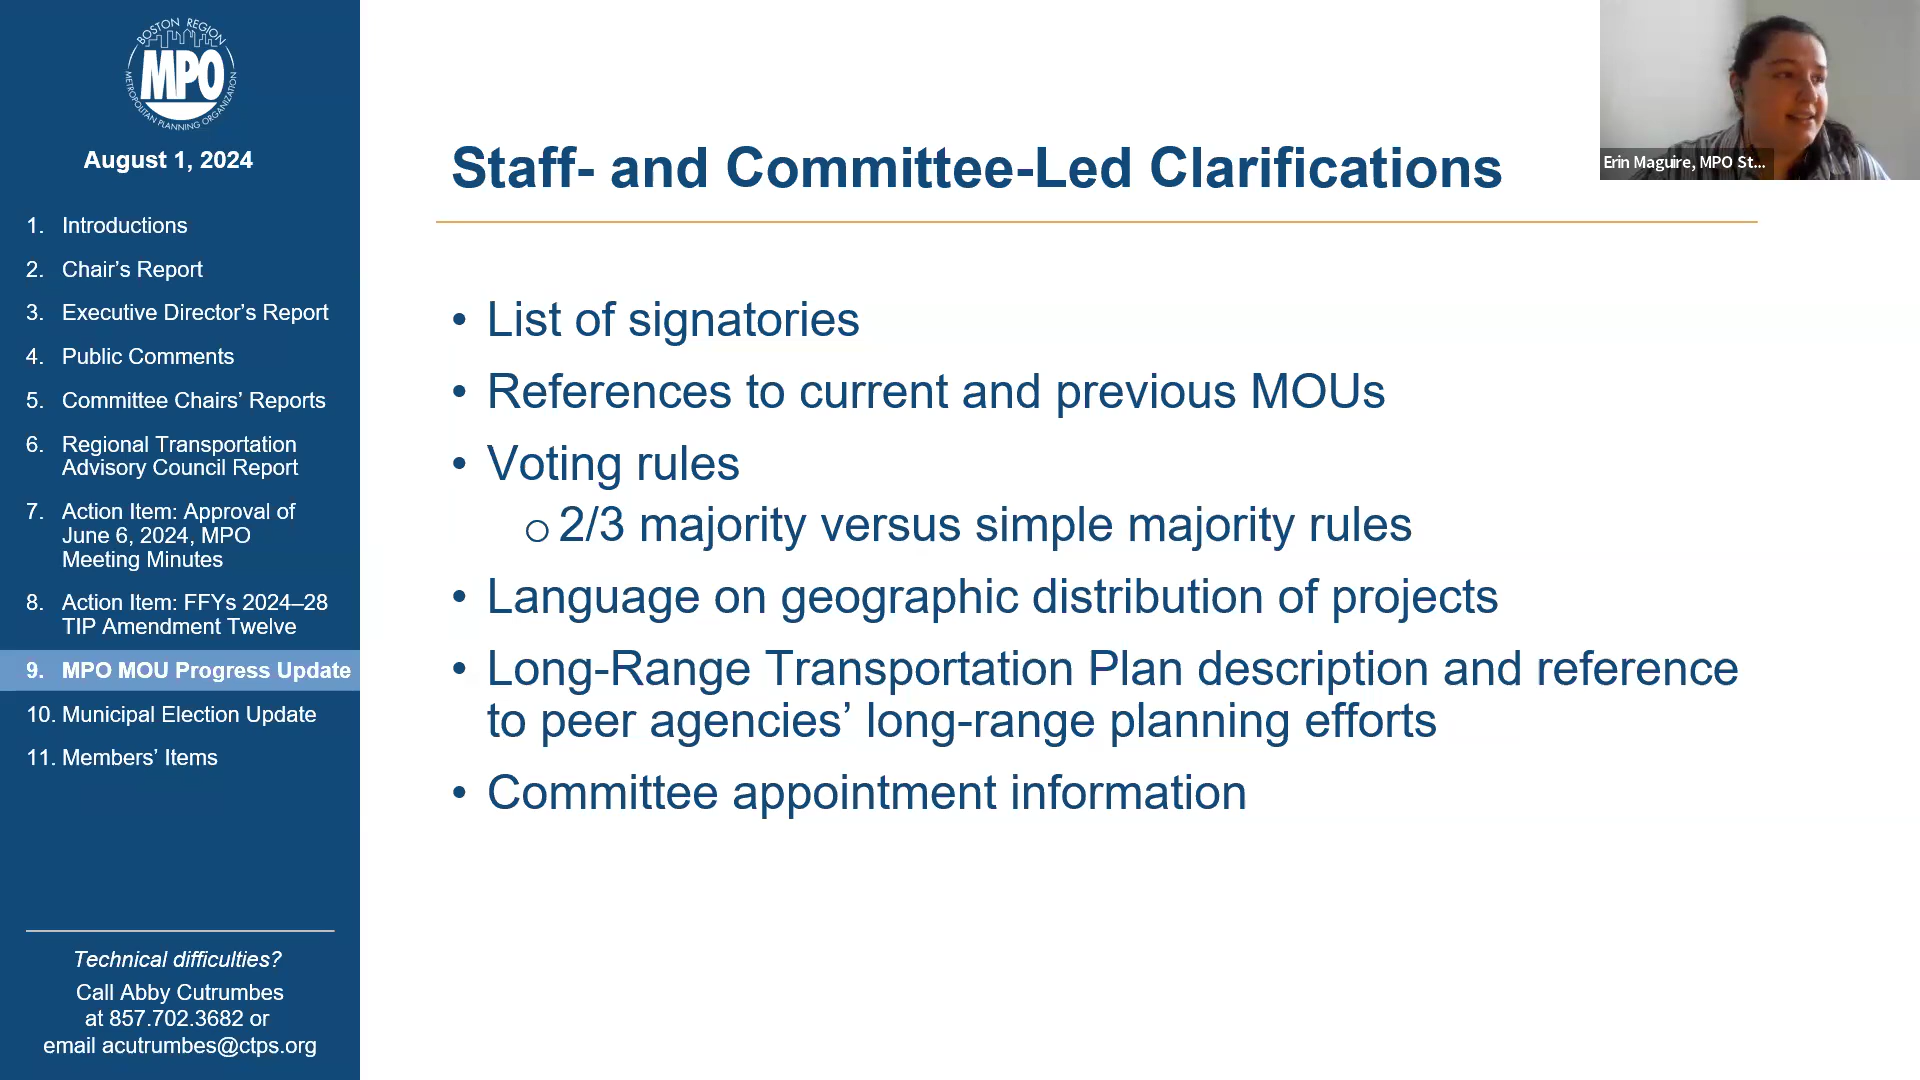 BOSTON REGION
MPO
METROPOLITAN PLANNING ORGANIZATION
August 1, 2024
1. Introductions
2. Chair’s Report
3. Executive Director’s Report
4. Public Comments
5. Committee Chairs’ Reports
6. Regional Transportation
Advisory Council Report
7. Action Item: Approval of
June 6, 2024, MPO
Meeting Minutes
8. Action Item: FFYs 2024–28
TIP Amendment Twelve
9. MPO MOU Progress Update
10. Municipal Election Update
11. Members’ Items
Technical difficulties?
Call Abby Cutrumbes
at 857.702.3682 or
email acutrumbes@ctps.org
Staff- and Committee-Led Clarifications
• List of signatories
• References to current and previous MOUs
• Voting rules
o 2/3 majority versus simple majority rules
• Language on geographic distribution of projects
• Long-Range Transportation Plan description and reference
to peer agencies’ long-range planning efforts
• Committee appointment information
Erin Maguire, MPO St...